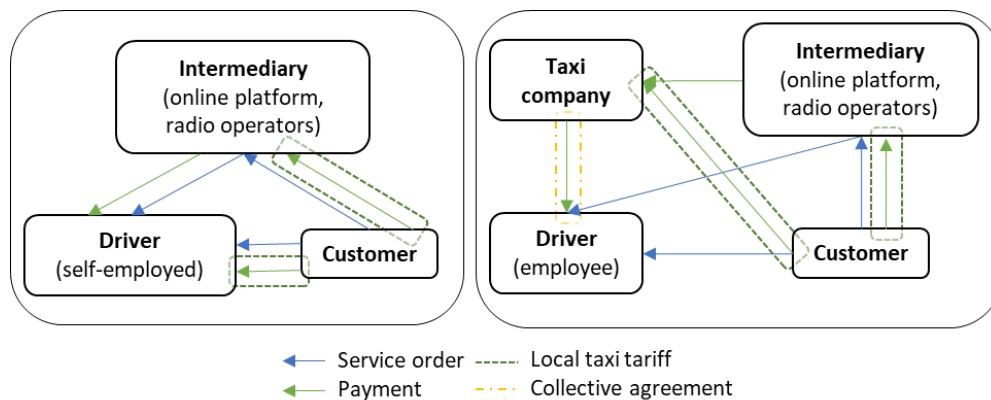 Intermediary
(online platform,
radio operators)
Driver
(self-employed)
Customer
Taxi
company
Intermediary
(online platform,
radio operators)
Driver
(employee)
Customer
Service order
Local taxi tariff
Payment
Collective agreement